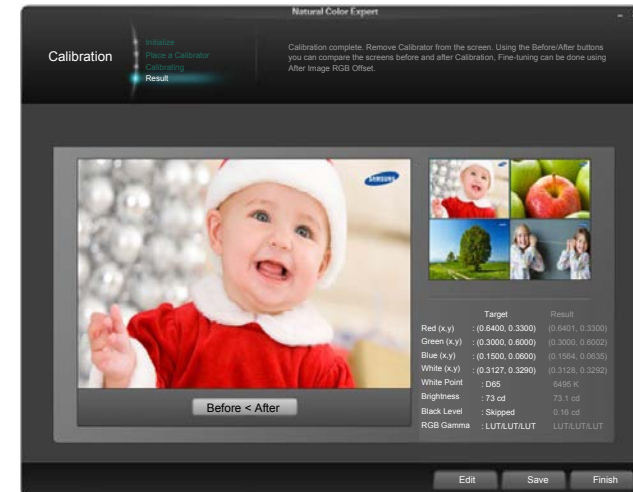 Natural Color Expert
Calibration
Initialize
Place a Calibrator
Calibrating
Result
Calibration complete. Remove Calibrator from the screen. Using the Before/After buttons
you can compare the screens before and after Calibration, Fine-tuning can be done using
After Image RGB Offset.
SAMSUNG
Before < After
Target Result
Red (x,y) : (0.6400, 0.3300) (0.6401, 0.3300)
Green (x,y) : (0.3000, 0.6000) (0.3000, 0.6002)
Blue (x,y) : (0.1500, 0.0600) (0.1564, 0.0635)
White (x,y) : (0.3127, 0.3290) (0.3128, 0.3292)
White Point : D65 6495 K
Brightness : 73 cd 73.1 cd
Black Level : Skipped 0.16 cd
RGB Gamma : LUT/LUT/LUT LUT/LUT/LUT
Edit Save Finish